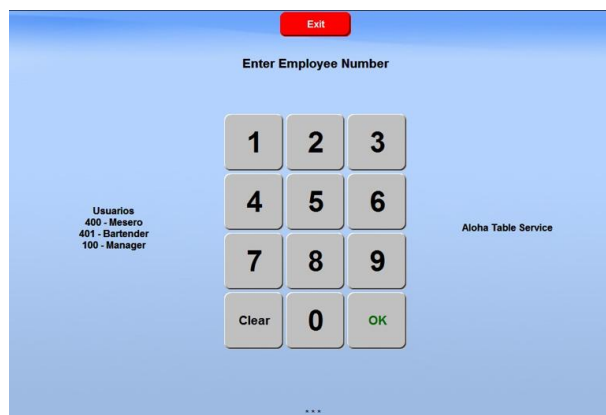 Exit
Enter Employee Number
1 2 3
4 5 6
7 8 9
Clear 0 OK
Usuarios
400 - Mesero
401 - Bartender
100 - Manager
Aloha Table Service
...